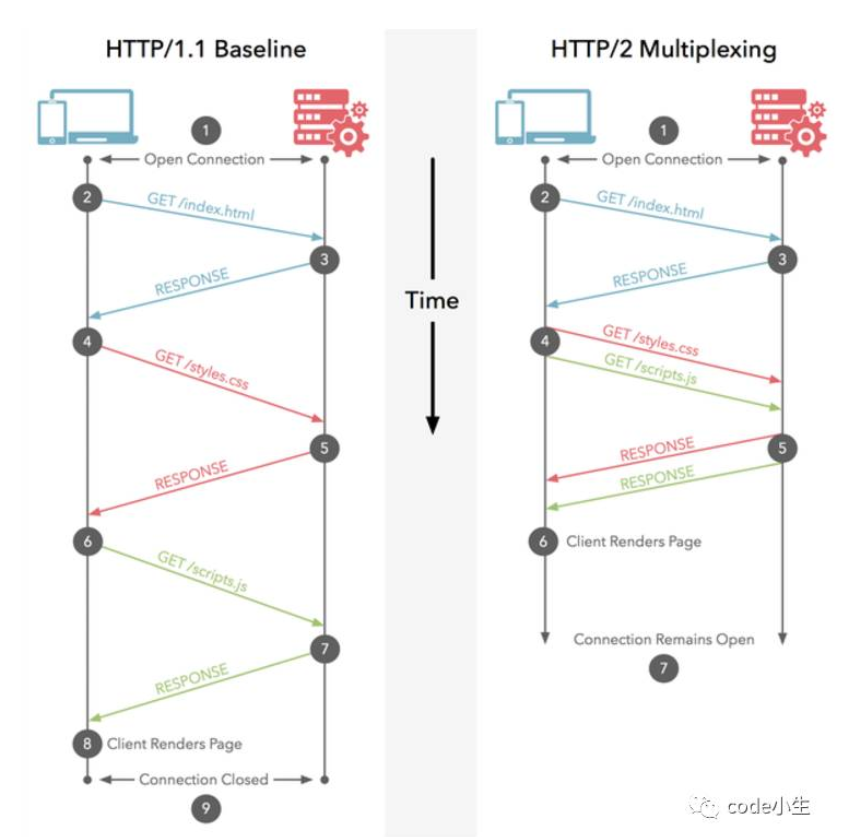 HTTP/1.1 Baseline
1
Open Connection
2
GET /index.html
3
RESPONSE
4
GET /styles.css
5
RESPONSE
6
GET /scripts.js
7
RESPONSE
8 Client Renders Page
Connection Closed
9
Time
HTTP/2 Multiplexing
1
Open Connection
2
GET /index.html
3
RESPONSE
4
GET /styles.css
GET /scripts.js
5
RESPONSE
RESPONSE
6 Client Renders Page
Connection Remains Open
7
code小生